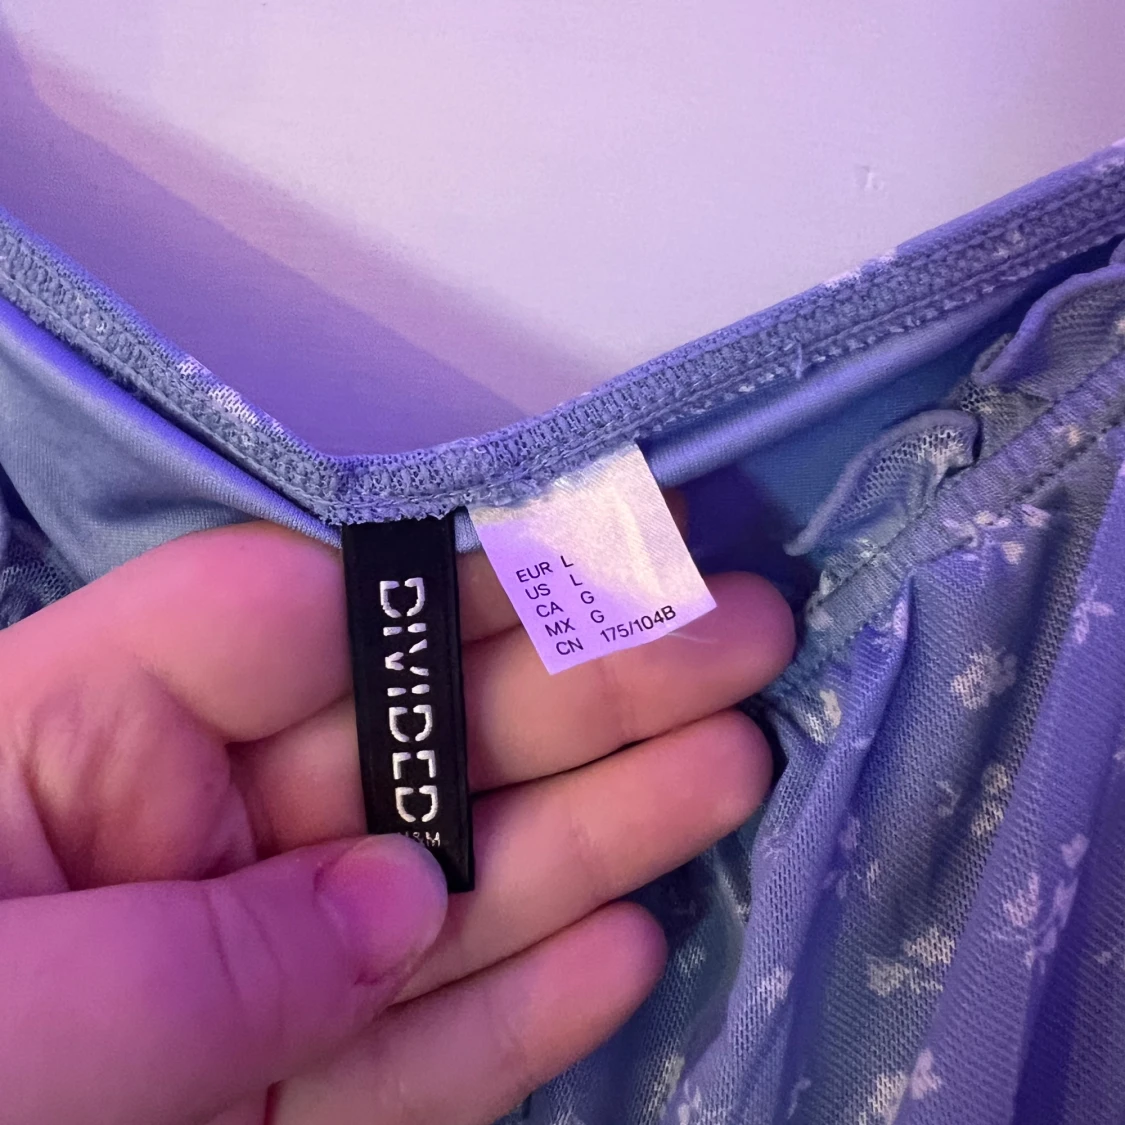 DIVIDED
H&M
EUR L
US L
CA G
MX G
CN 175/104B